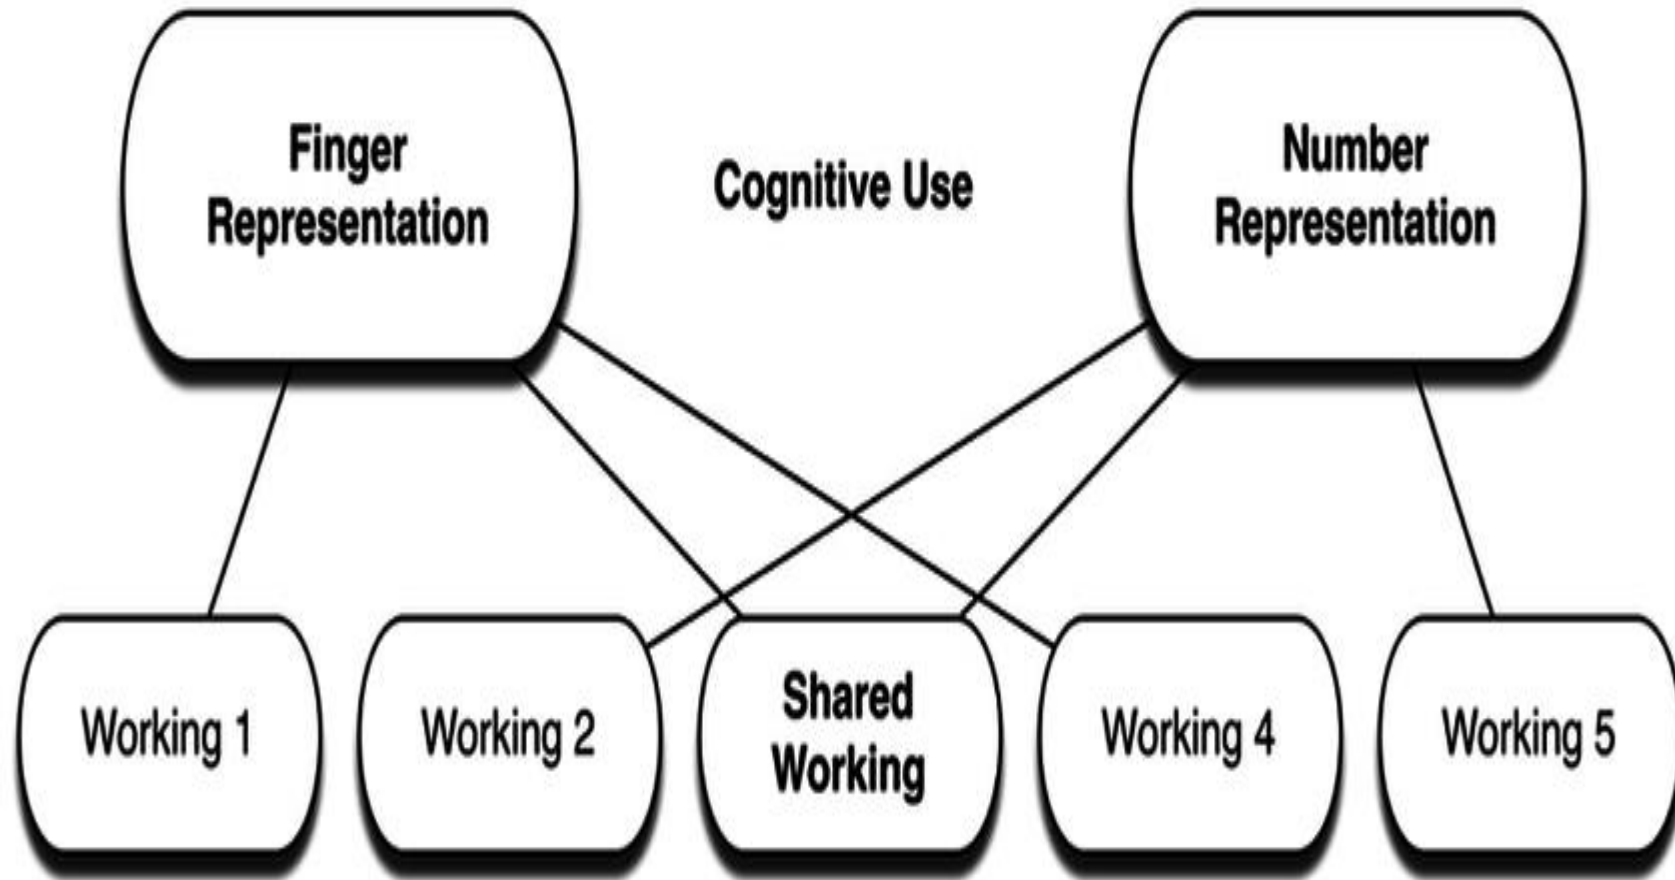 Finger
Representation
Cognitive Use
Number
Representation
Working 1
Working 2
Shared
Working
Working 4
Working 5